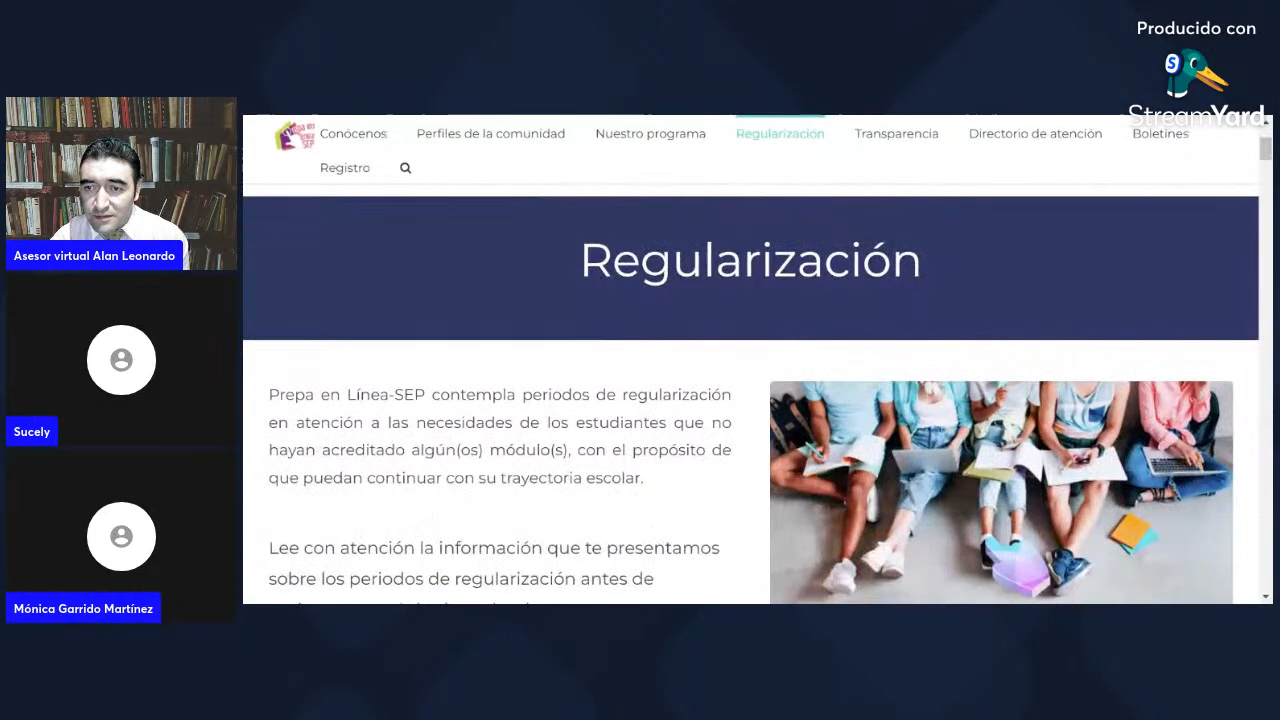 Producido con
StreamYard
Conócenos Perfiles de la comunidad Nuestro programa Regularización Transparencia Directorio de atención Boletines
Registro
Regularización
Asesor virtual Alan Leonardo
Prepa en Línea-SEP contempla periodos de regularización
en atención a las necesidades de los estudiantes que no
hayan acreditado algún(os) módulo(s), con el propósito de
que puedan continuar con su trayectoria escolar.
Lee con atención la información que te presentamos
sobre los periodos de regularización antes de
Sucely
Mónica Garrido Martínez